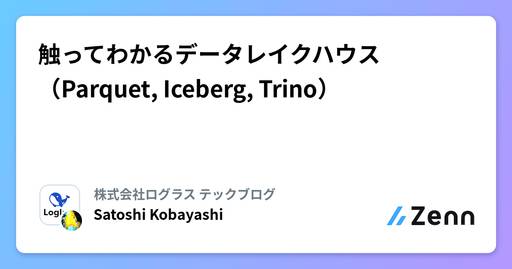 触ってわかるデータレイクハウス
（Parquet, Iceberg, Trino）
株式会社ログラス テックブログ
Satoshi Kobayashi
Zenn